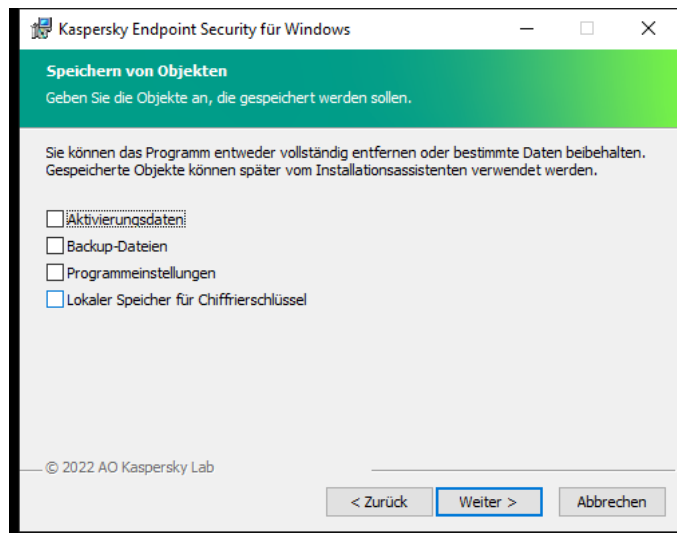 Kaspersky Endpoint Security für Windows
Speichern von Objekten
Geben Sie die Objekte an, die gespeichert werden sollen.
Sie können das Programm entweder vollständig entfernen oder bestimmte Daten beibehalten.
Gespeicherte Objekte können später vom Installationsassistenten verwendet werden.
Aktivierungsdaten
Backup-Dateien
Programmeinstellungen
Lokaler Speicher für Chiffrierschlüssel
© 2022 AO Kaspersky Lab
< Zurück Weiter > Abbrechen